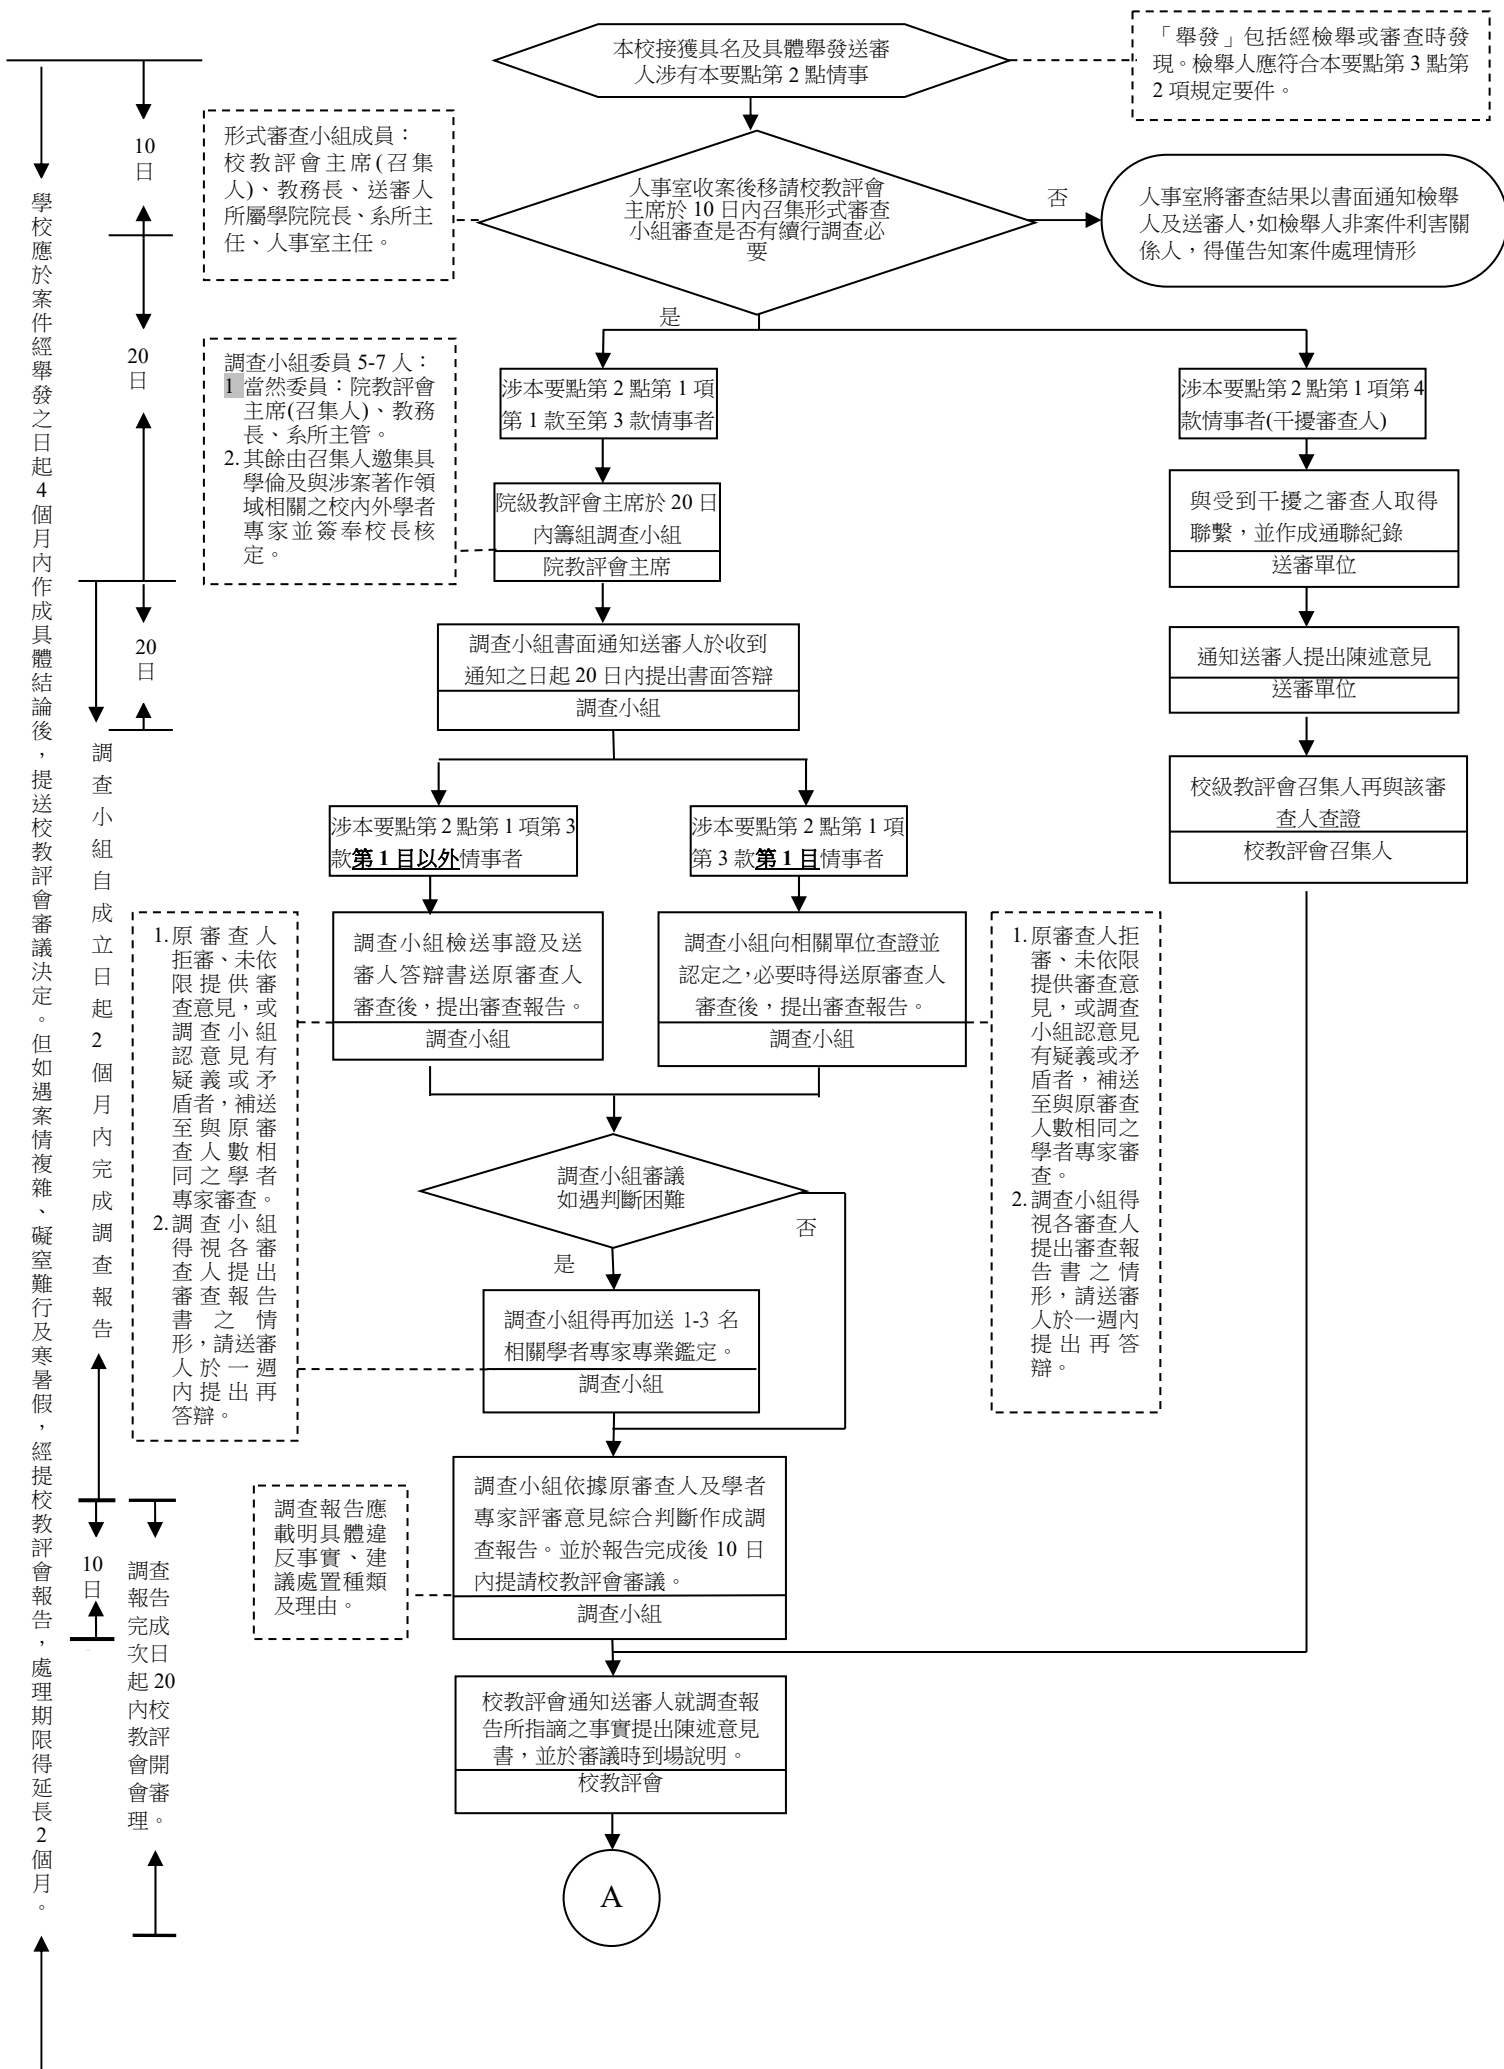 本校接獲具名及具體舉發送審
人涉有本要點第 2 點情事
「舉發」包括經檢舉或審查時發
現。檢舉人應符合本要點第 3 點第
2 項規定要件。
10
日
形式審查小組成員：
校教評會主席(召集
人)、教務長、送審人
所屬學院院長、系所主
任、人事室主任。
人事室收案後移請校教評會
主席於 10 日內召集形式審查
小組審查是否有續行調查必
要
否
人事室將審查結果以書面通知檢舉
人及送審人,如檢舉人非案件利害關
係人，得僅告知案件處理情形
是
學校應於案件經舉發之日起4個月內作成具體結論後，提送校教評會審議決定。但如遇案情複雜、礙窒難行及寒暑假，經提校教評會報告，處理期限得延長2個月。
20
日
調查小組委員 5-7 人：
1 當然委員：院教評會
主席(召集人)、教務
長、系所主管。
2. 其餘由召集人邀集具
學倫及與涉案著作領
域相關之校內外學者
專家並簽奉校長核
定。
涉本要點第 2 點第 1 項
第 1 款至第 3 款情事者
涉本要點第 2 點第 1 項第 4
款情事者(干擾審查人)
院級教評會主席於 20 日
內籌組調查小組
院教評會主席
與受到干擾之審查人取得
聯繫，並作成通聯紀錄
送審單位
20
日
調查小組書面通知送審人於收到
通知之日起 20 日內提出書面答辯
調查小組
通知送審人提出陳述意見
送審單位
調查小組自成立日起2個月內完成調查報告
涉本要點第 2 點第 1 項第 3
款第 1 目以外情事者
涉本要點第 2 點第 1 項
第 3 款第 1 目情事者
校級教評會召集人再與該審
查人查證
校教評會召集人
1. 原審查人
拒審、未依
限提供審
查意見，或
調查小組
認意見有
疑義或矛
盾者，補送
至與原審
查人數相
同之學者
專家審查。
2. 調查小組
得視各審
查人提出
審查報告
書之情
形，請送審
人於一週
內提出再
答辯。
調查小組檢送事證及送
審人答辯書送原審查人
審查後，提出審查報告。
調查小組
調查小組向相關單位查證並
認定之,必要時得送原審查人
審查後，提出審查報告。
調查小組
1. 原審查人拒
審、未依限
提供審查意
見，或調查
小組認意見
有疑義或矛
盾者，補送
至與原審查
人數相同之
學者專家審
查。
2. 調查小組得
視各審查人
提出審查報
告書之情
形，請送審
人於一週內
提出再答
辯。
調查小組審議
如遇判斷困難
否
是
調查小組得再加送 1-3 名
相關學者專家專業鑑定。
調查小組
調查報告應
載明具體違
反事實、建
議處置種類
及理由。
調查小組依據原審查人及學者
專家評審意見綜合判斷作成調
查報告。並於報告完成後 10 日
內提請校教評會審議。
調查小組
10
日
調查
報告
完成
次日
起 20
內校
教評
會開
會審
理。
校教評會通知送審人就調查報
告所指謫之事實提出陳述意見
書，並於審議時到場說明。
校教評會
A